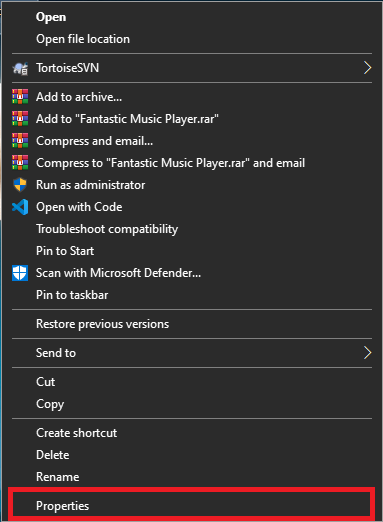 Open
Open file location
TortoiseSVN
Add to archive...
Add to "Fantastic Music Player.rar"
Compress and email...
Compress to "Fantastic Music Player.rar" and email
Run as administrator
Open with Code
Troubleshoot compatibility
Pin to Start
Scan with Microsoft Defender...
Pin to taskbar
Restore previous versions
Send to
Cut
Copy
Create shortcut
Delete
Rename
Properties